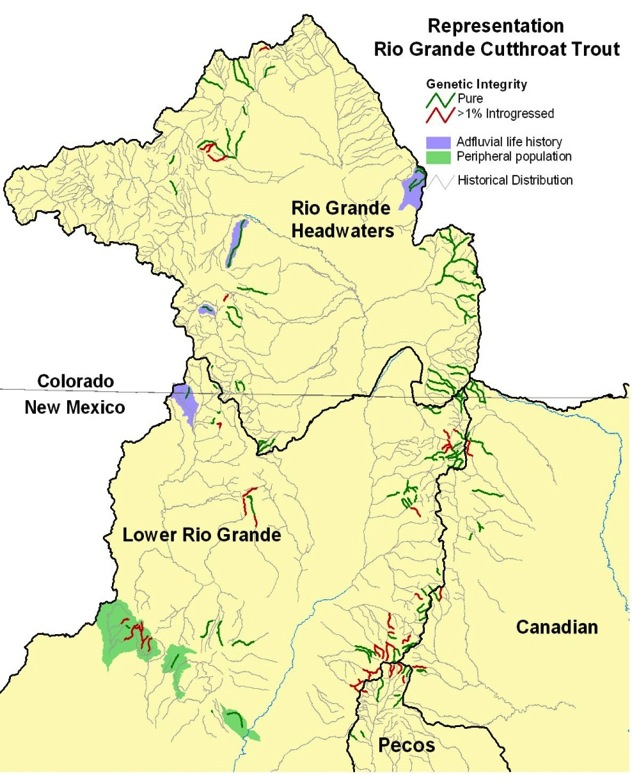 Representation
Rio Grande Cutthroat Trout
Genetic Integrity
Pure
>1% Introgressed
Adfluvial life history
Peripheral population
Historical Distribution
Rio Grande
Headwaters
Colorado
New Mexico
Lower Rio Grande
Canadian
Pecos